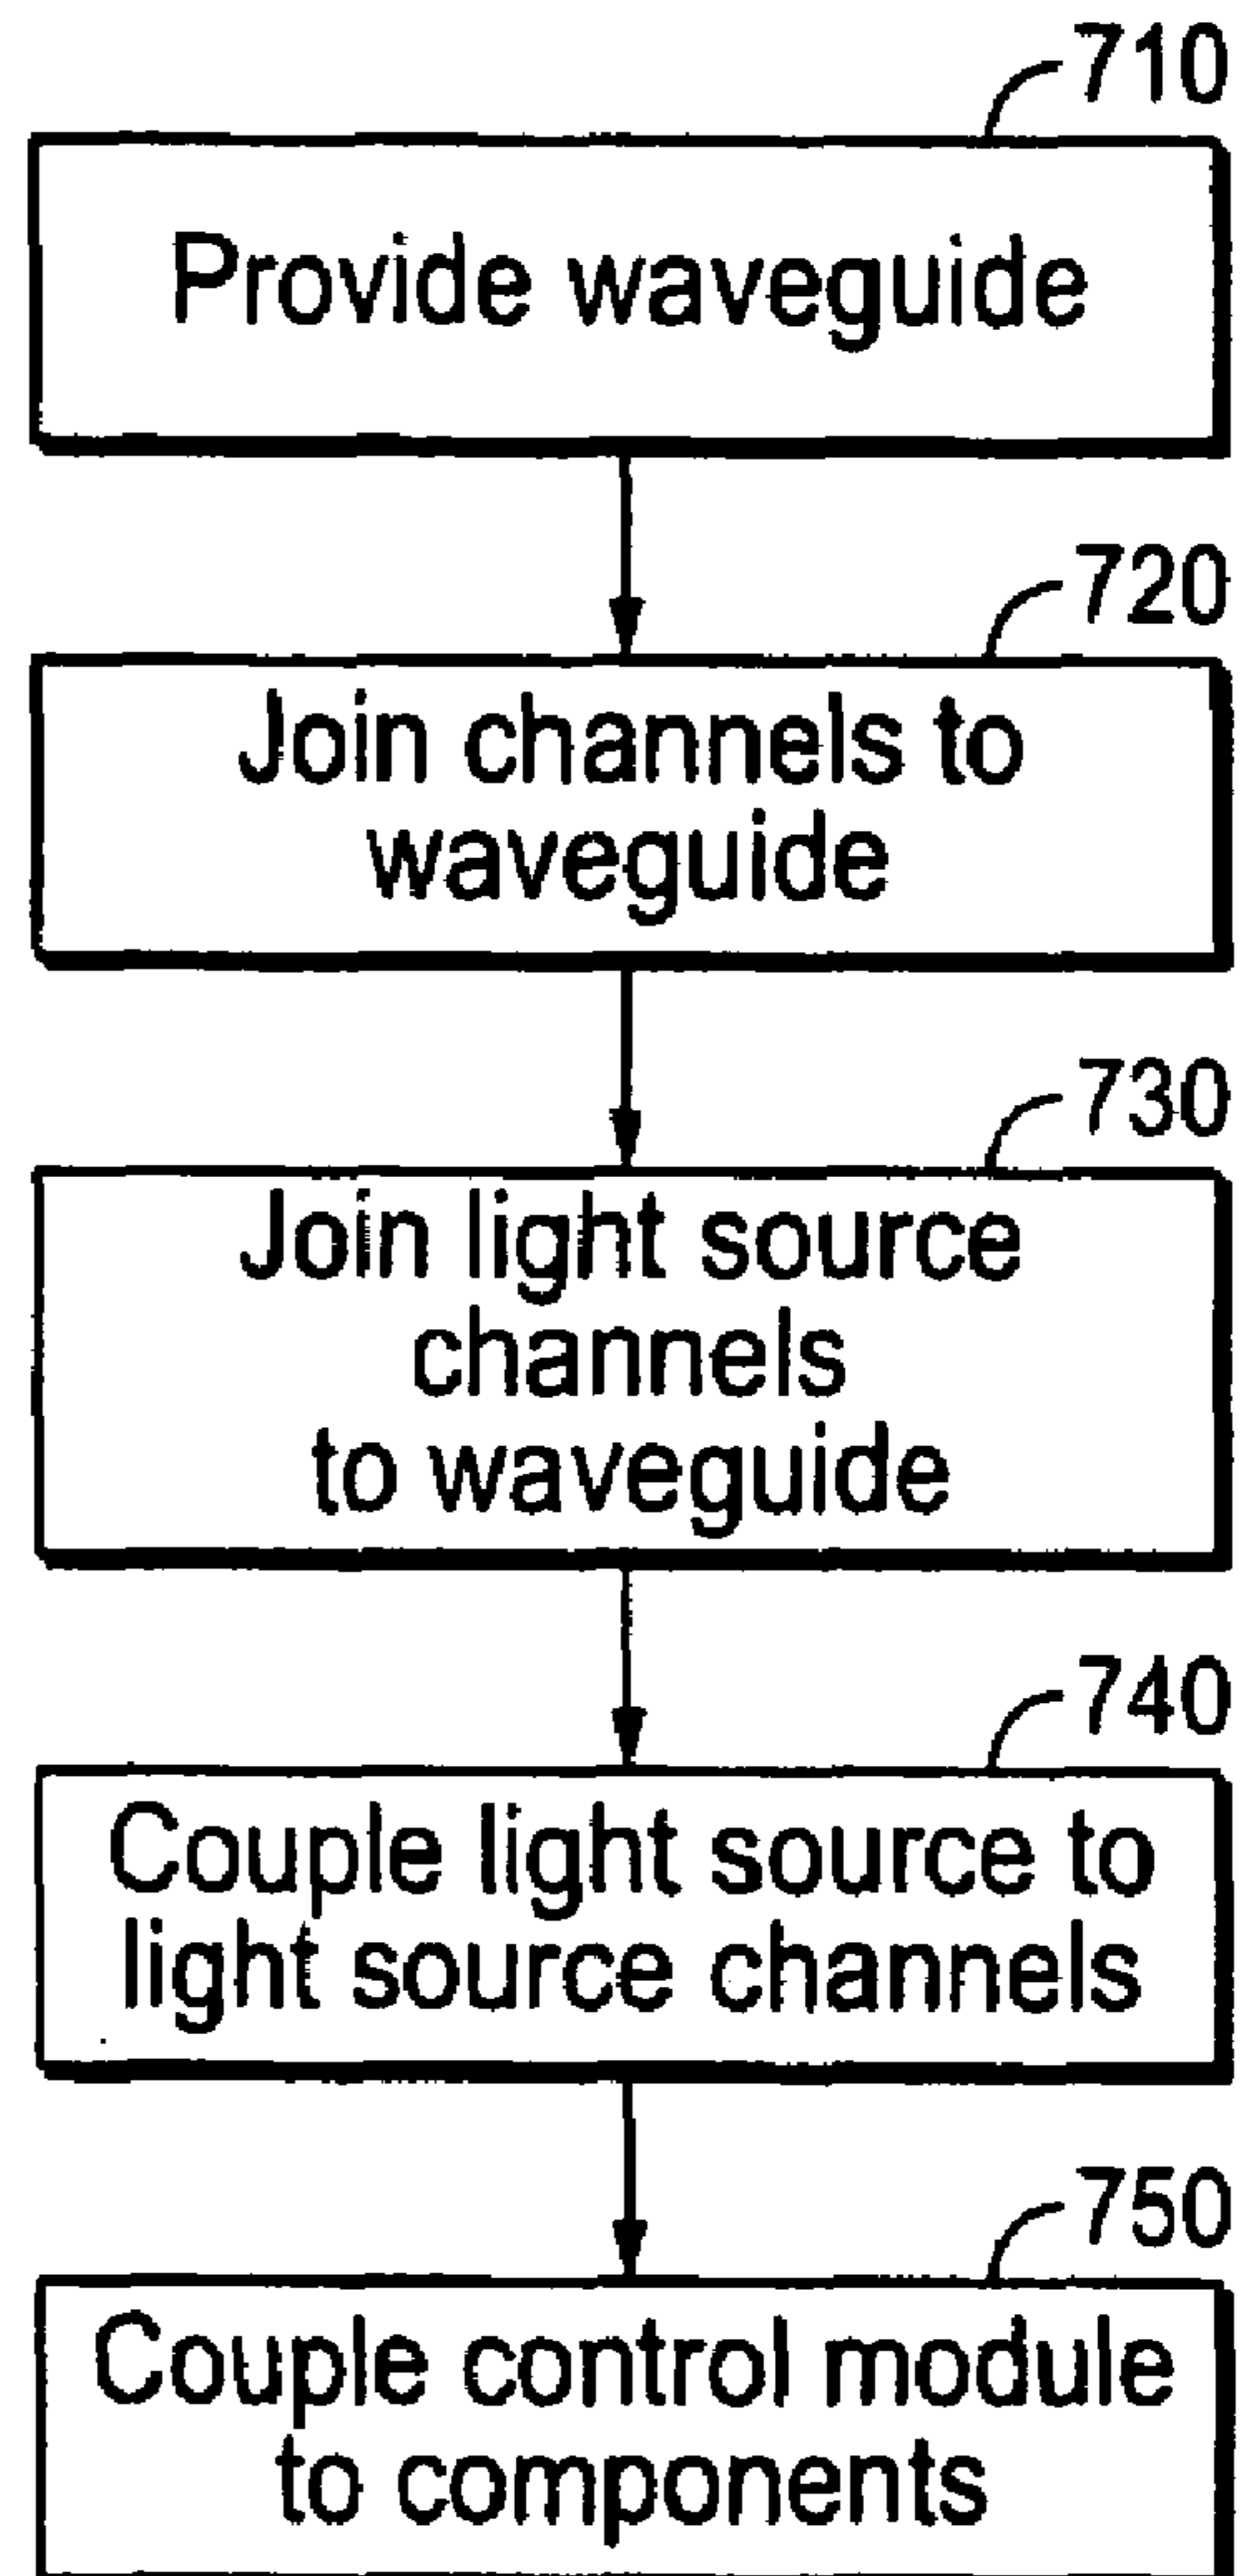 710
Provide waveguide
720
Join channels to
waveguide
730
Join light source
channels
to waveguide
740
Couple light source to
light source channels
750
Couple control module
to components